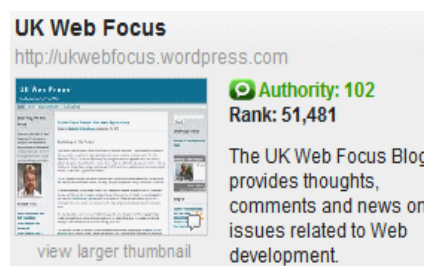 UK Web Focus
http://ukwebfocus.wordpress.com
UK Web Focus
Authority: 102
Rank: 51,481
The UK Web Focus Blog
provides thoughts,
comments and news on
issues related to Web
development.
view larger thumbnail